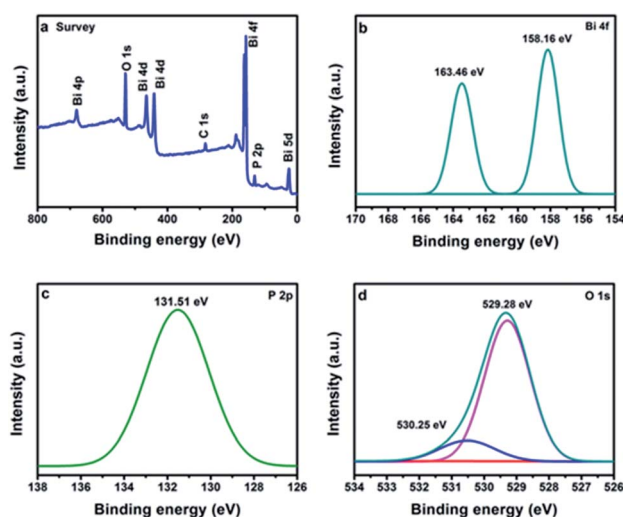 a Survey
Bi 4p
O 1s
Bi 4d
Bi 4d
C 1s
Bi 4f
P 2p
Bi 5d
Intensity (a.u.)
800 600 400 200 0
Binding energy (eV)
b Bi 4f
163.46 eV
158.16 eV
Intensity (a.u.)
170 168 166 164 162 160 158 156 154
Binding energy (eV)
c P 2p
131.51 eV
Intensity (a.u.)
138 136 134 132 130 128 126
Binding energy (eV)
d O 1s
529.28 eV
530.25 eV
Intensity (a.u.)
534 533 532 531 530 529 528 527 526
Binding energy (eV)